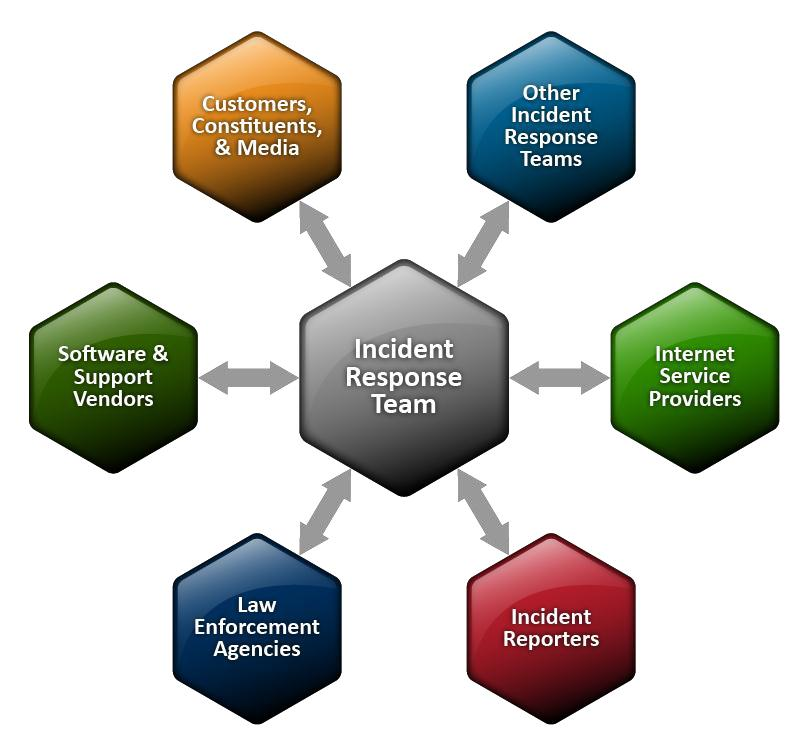 Customers,
Constituents,
& Media
Other
Incident
Response
Teams
Software &
Support
Vendors
Incident
Response
Team
Internet
Service
Providers
Law
Enforcement
Agencies
Incident
Reporters